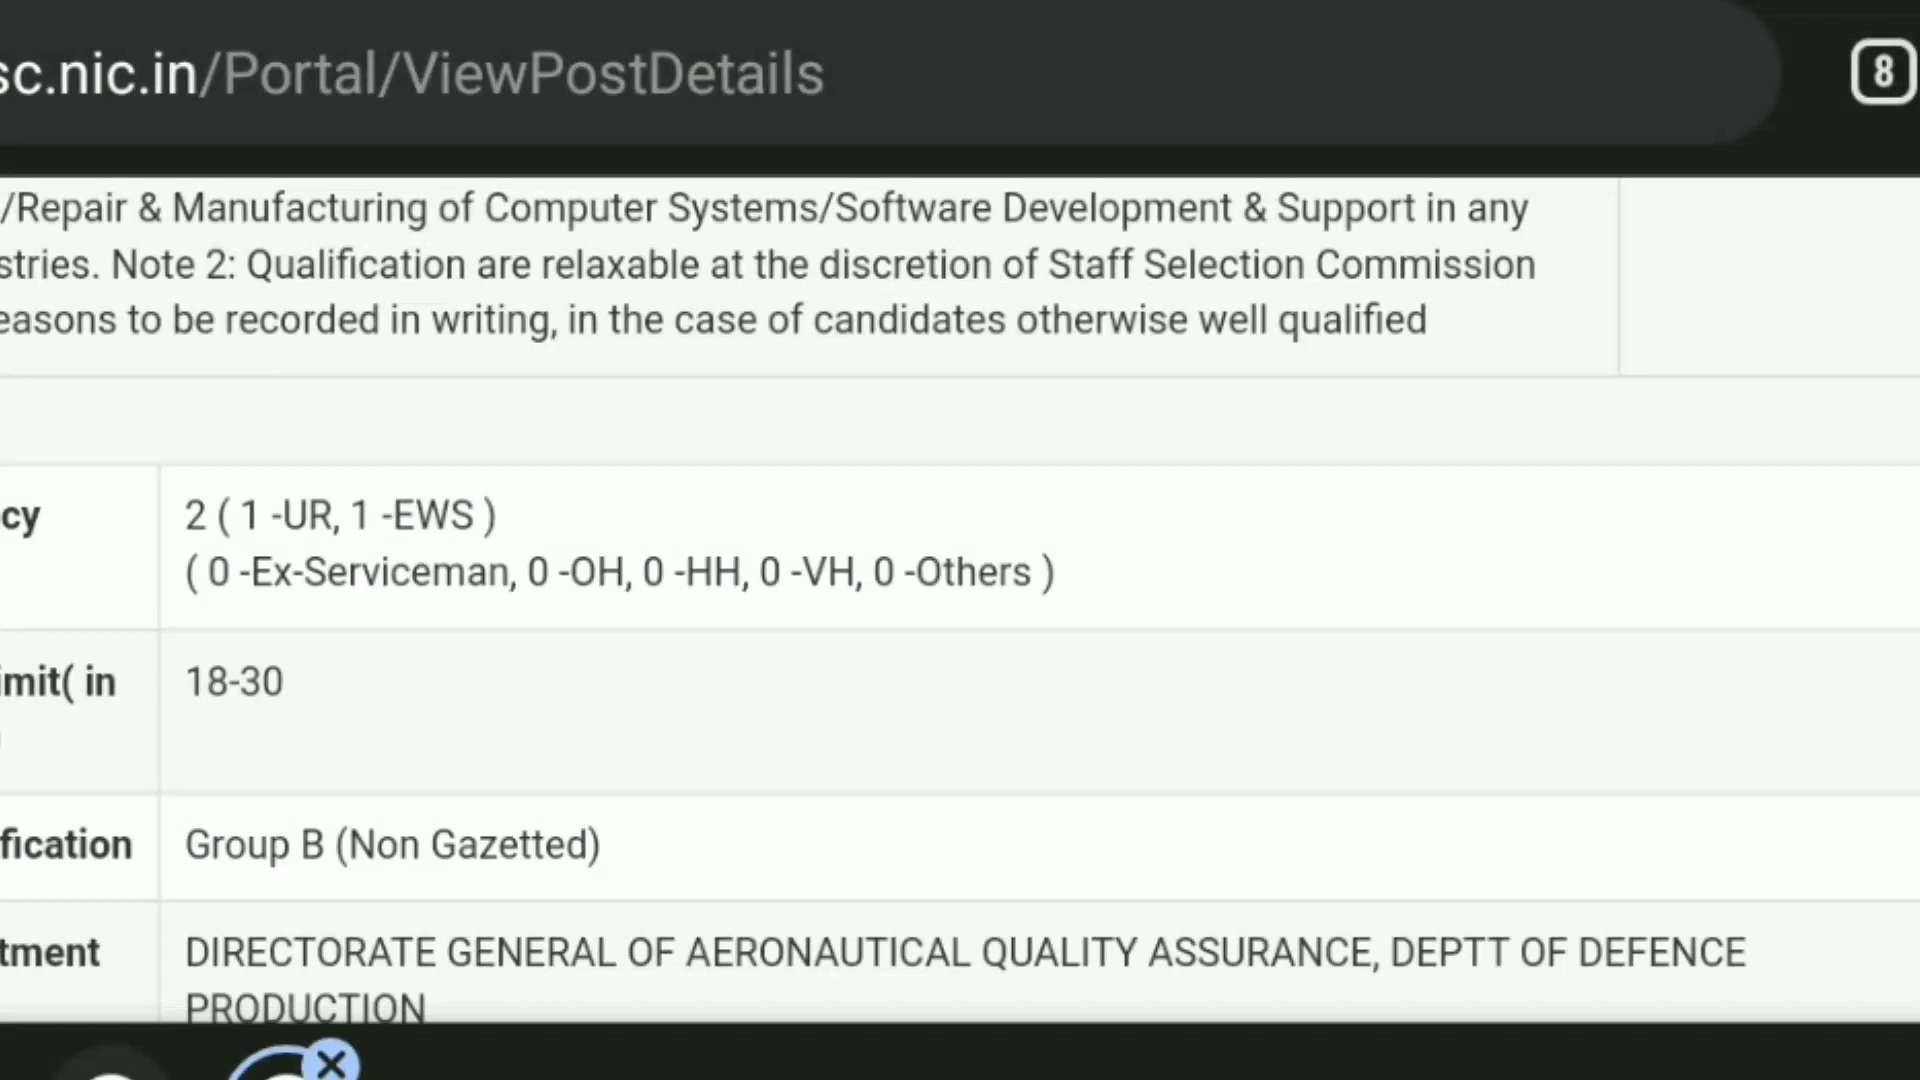 sc.nic.in/Portal/ViewPostDetails
8
/Repair & Manufacturing of Computer Systems/Software Development & Support in any
stries. Note 2: Qualification are relaxable at the discretion of Staff Selection Commission
easons to be recorded in writing, in the case of candidates otherwise well qualified
cy
2 ( 1 -UR, 1 -EWS )
( 0 -Ex-Serviceman, 0 -OH, 0 -HH, 0 -VH, 0 -Others )
imit( in
18-30
)
fication
Group B (Non Gazetted)
tment
DIRECTORATE GENERAL OF AERONAUTICAL QUALITY ASSURANCE, DEPTT OF DEFENCE
PRODUCTION